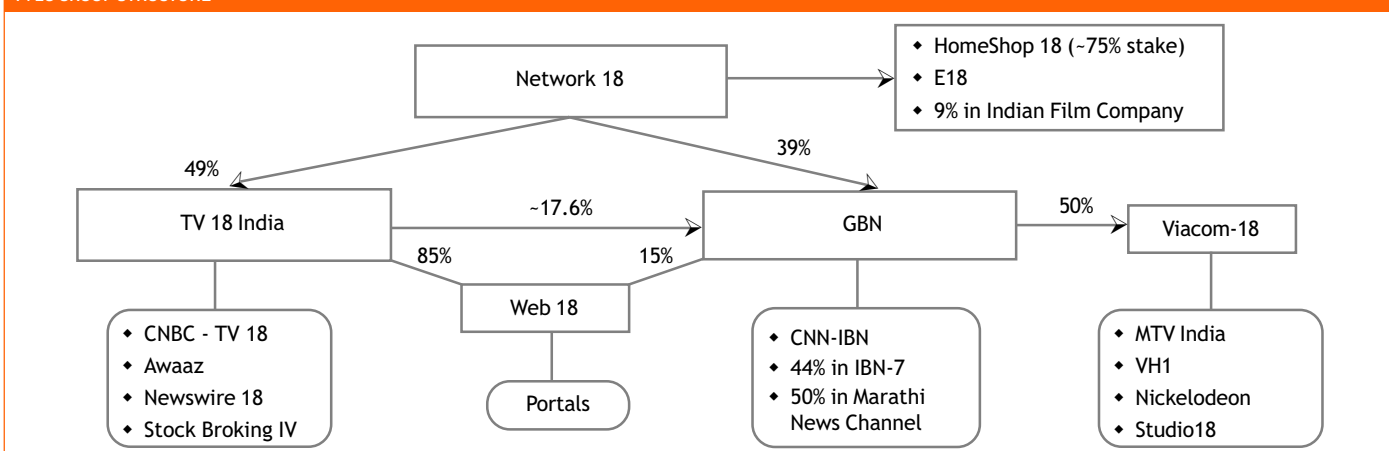 Network 18
◆ HomeShop 18 (~75% stake)
◆ E18
◆ 9% in Indian Film Company
49%
39%
TV 18 India
~17.6%
GBN
50%
Viacom-18
85%
15%
Web 18
Portals
◆ CNBC - TV 18
◆ Awaaz
◆ Newswire 18
◆ Stock Broking IV
◆ CNN-IBN
◆ 44% in IBN-7
◆ 50% in Marathi
News Channel
◆ MTV India
◆ VH1
◆ Nickelodeon
◆ Studio18